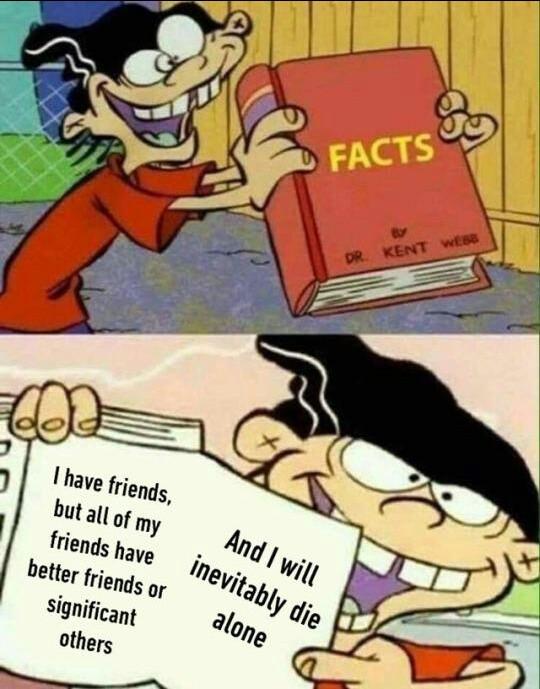 FACTS
BY
DR. KENT WEBB
I have friends,
but all of my
friends have
better friends or
significant
others
And I will
inevitably die
alone